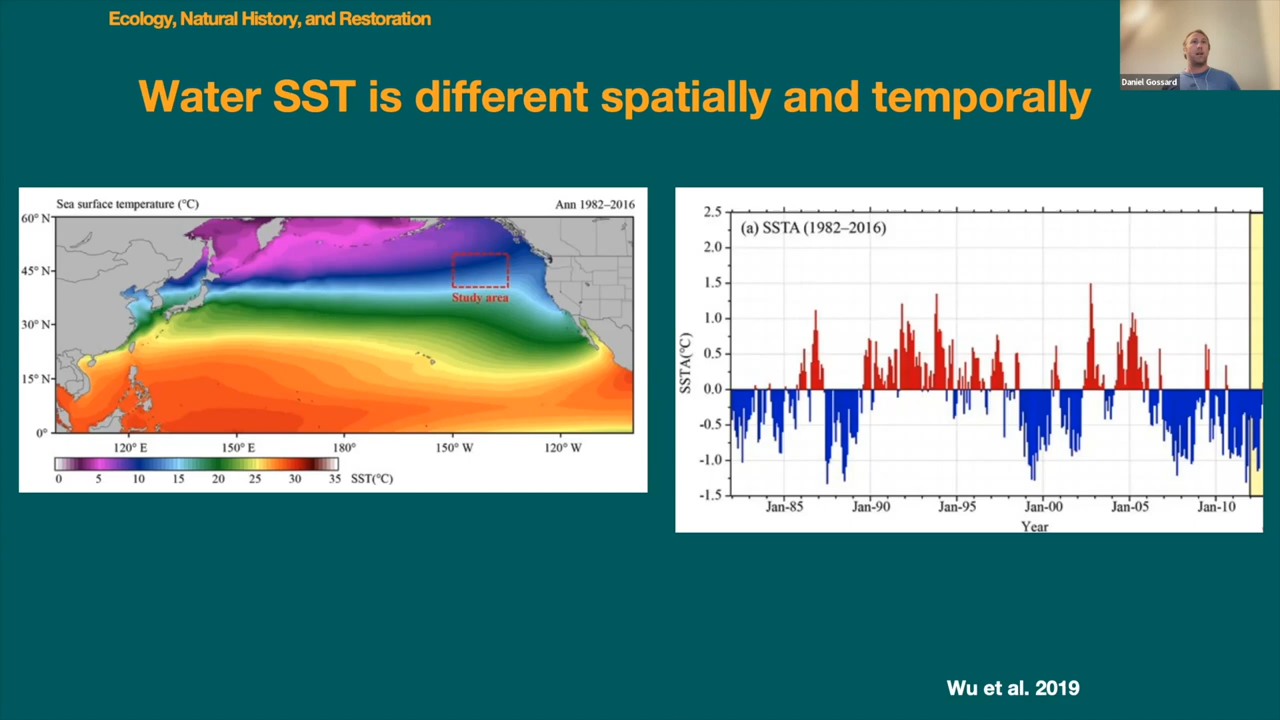 Ecology, Natural History, and Restoration
Daniel Gossard
Water SST is different spatially and temporally
Sea surface temperature (°C) Ann 1982–2016
60° N
45° N
30° N
15° N
0°
Study area
120° E 150° E 180° 150° W 120° W
0 5 10 15 20 25 30 35 SST(°C)
(a) SSTA (1982–2016)
2.5
2.0
1.5
1.0
0.5
0.0
-0.5
-1.0
-1.5
SSTA(°C)
Jan-85 Jan-90 Jan-95 Jan-00 Jan-05 Jan-10
Year
Wu et al. 2019